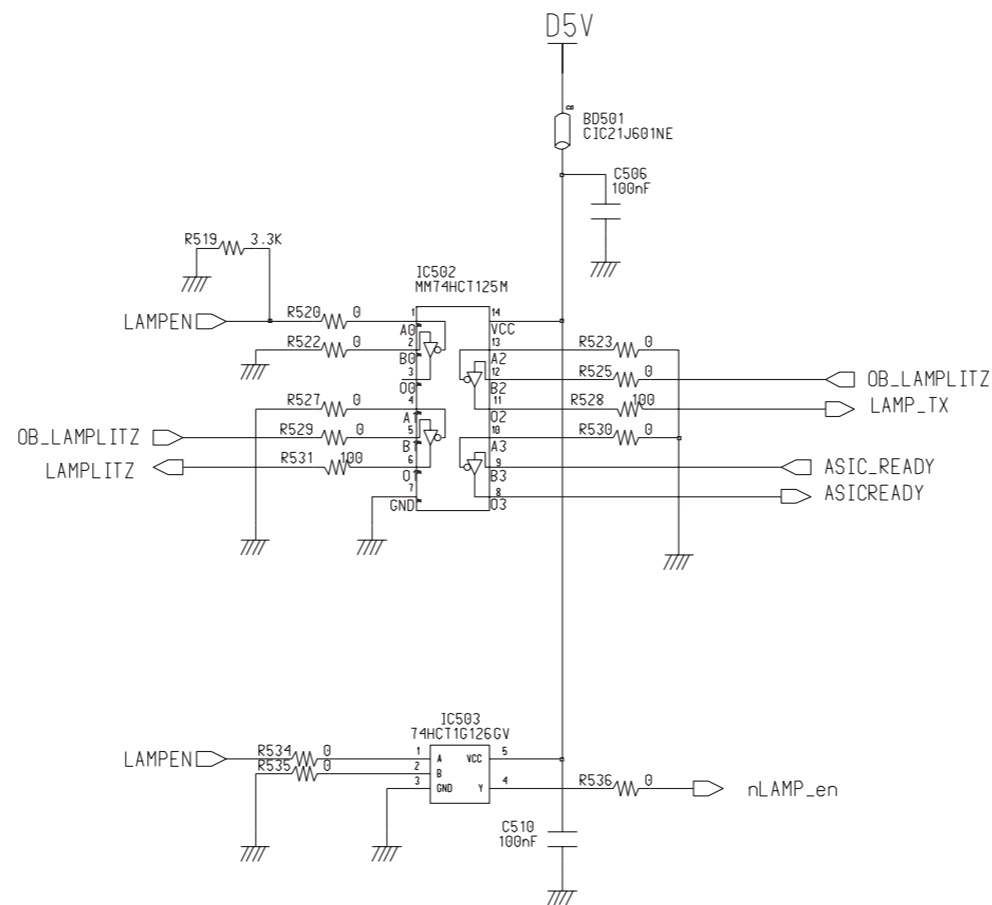 D5V
BD501
CIC21J601NE
C506
100nF
R519 3.3K
IC502
MM74HCT125M
LAMPEN R520 0 1 A0 14 VCC
R522 0 2 B0 13 A2 R523 0
3 O0 12 B2 R525 0 OB_LAMPLITZ
R527 0 4 A1 11 O2 R528 100 LAMP_TX
OB_LAMPLITZ R529 0 5 B1 10 A3 R530 0
LAMPLITZ R531 100 6 O1 9 B3 ASIC_READY
7 GND 8 O3 ASICREADY
IC503
74HCT1G126GV
LAMPEN R534 0 1 A VCC 5
R535 0 2 B
3 GND Y 4 R536 0 nLAMP_en
C510
100nF